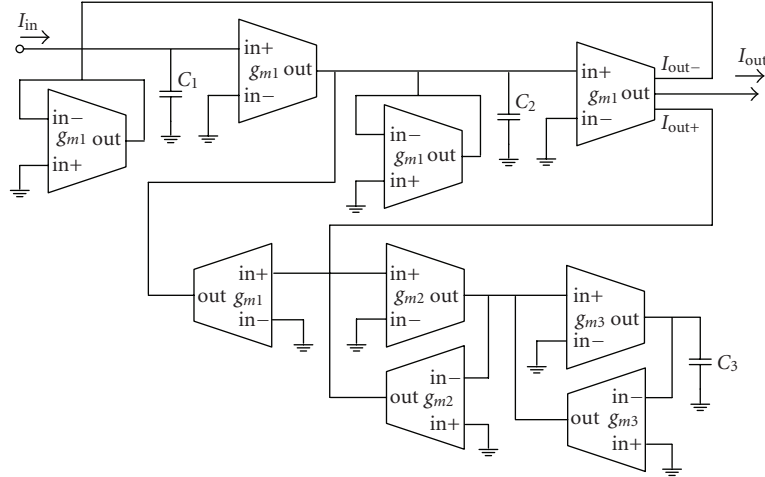 I_in
in+
g_m1 out
in−
C_1
in−
g_m1 out
in+
in−
g_m1 out
in+
C_2
in+
g_m1 out
in−
I_out−
I_out
I_out+
in+
out g_m1
in−
in+
g_m2 out
in−
in−
out g_m2
in+
in+
g_m3 out
in−
C_3
in−
out g_m3
in+